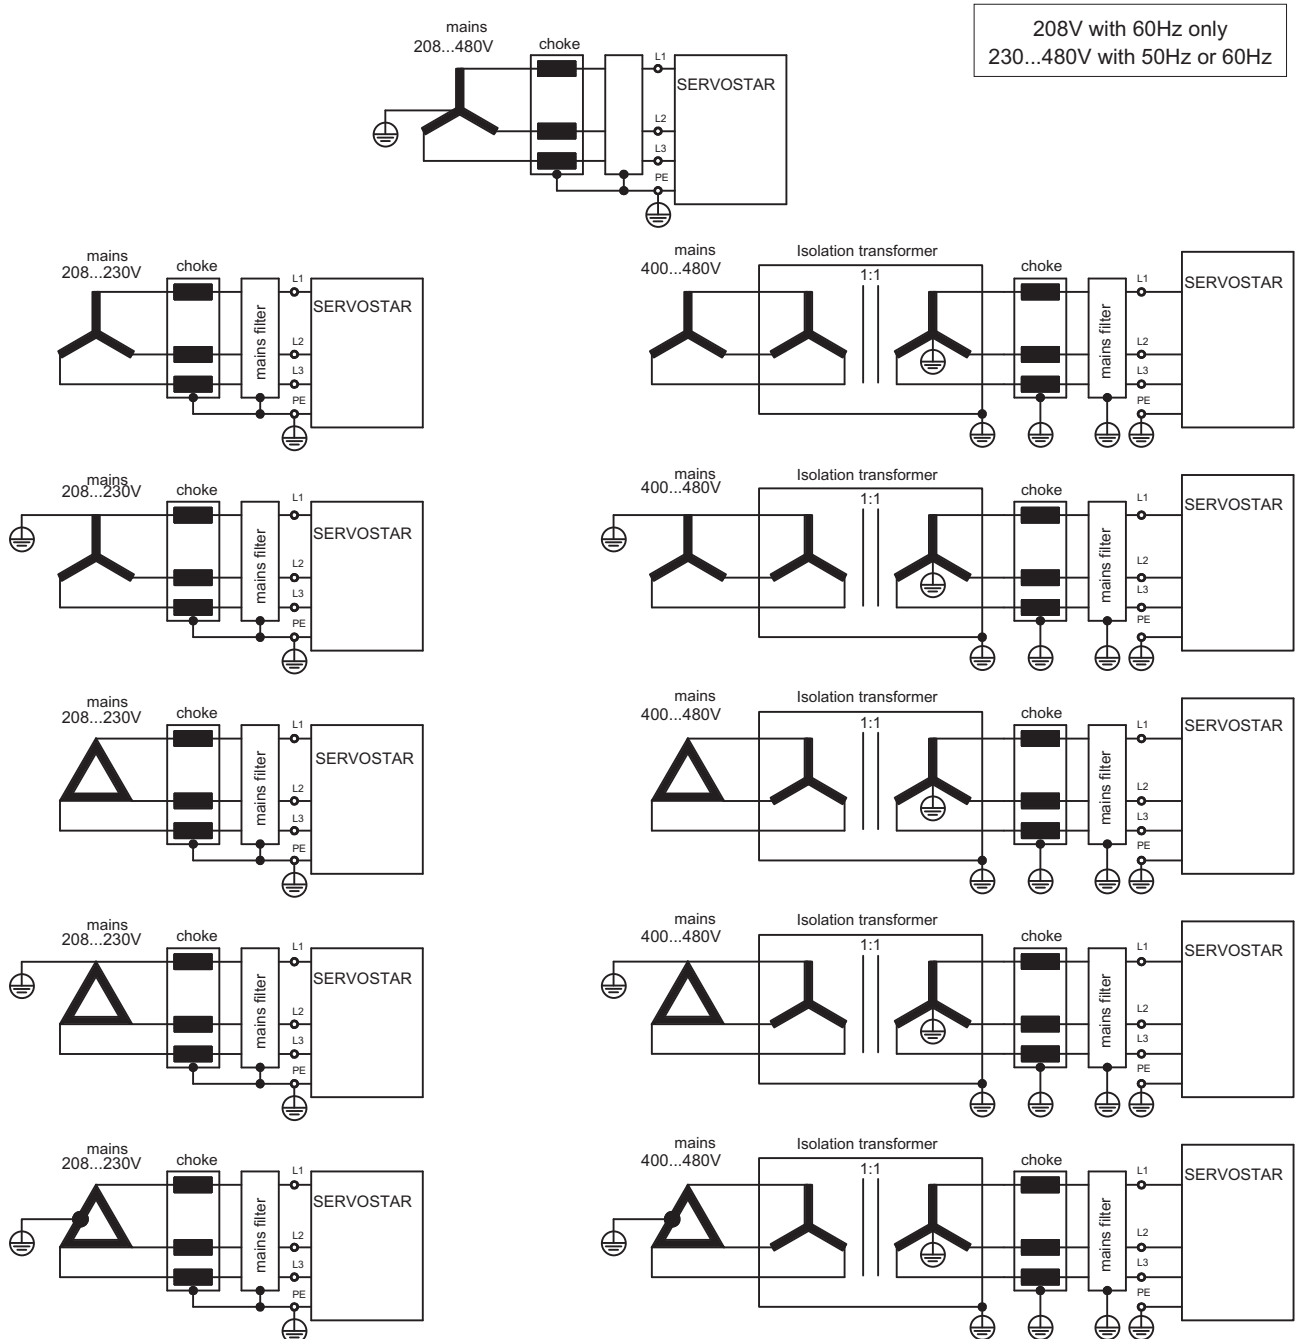 208V with 60Hz only
230...480V with 50Hz or 60Hz
mains
208...480V
choke
L1
SERVOSTAR
L2
L3
PE
mains
208...230V
choke
L1
SERVOSTAR
mains filter
L2
L3
PE
mains
400...480V
Isolation transformer
1:1
choke
L1
SERVOSTAR
mains filter
L2
L3
PE
mains
208...230V
choke
L1
SERVOSTAR
mains filter
L2
L3
PE
mains
400...480V
Isolation transformer
1:1
choke
L1
SERVOSTAR
mains filter
L2
L3
PE
mains
208...230V
choke
L1
SERVOSTAR
mains filter
L2
L3
PE
mains
400...480V
Isolation transformer
1:1
choke
L1
SERVOSTAR
mains filter
L2
L3
PE
mains
208...230V
choke
L1
SERVOSTAR
mains filter
L2
L3
PE
mains
400...480V
Isolation transformer
1:1
choke
L1
SERVOSTAR
mains filter
L2
L3
PE
mains
208...230V
choke
L1
SERVOSTAR
mains filter
L2
L3
PE
mains
400...480V
Isolation transformer
1:1
choke
L1
SERVOSTAR
mains filter
L2
L3
PE